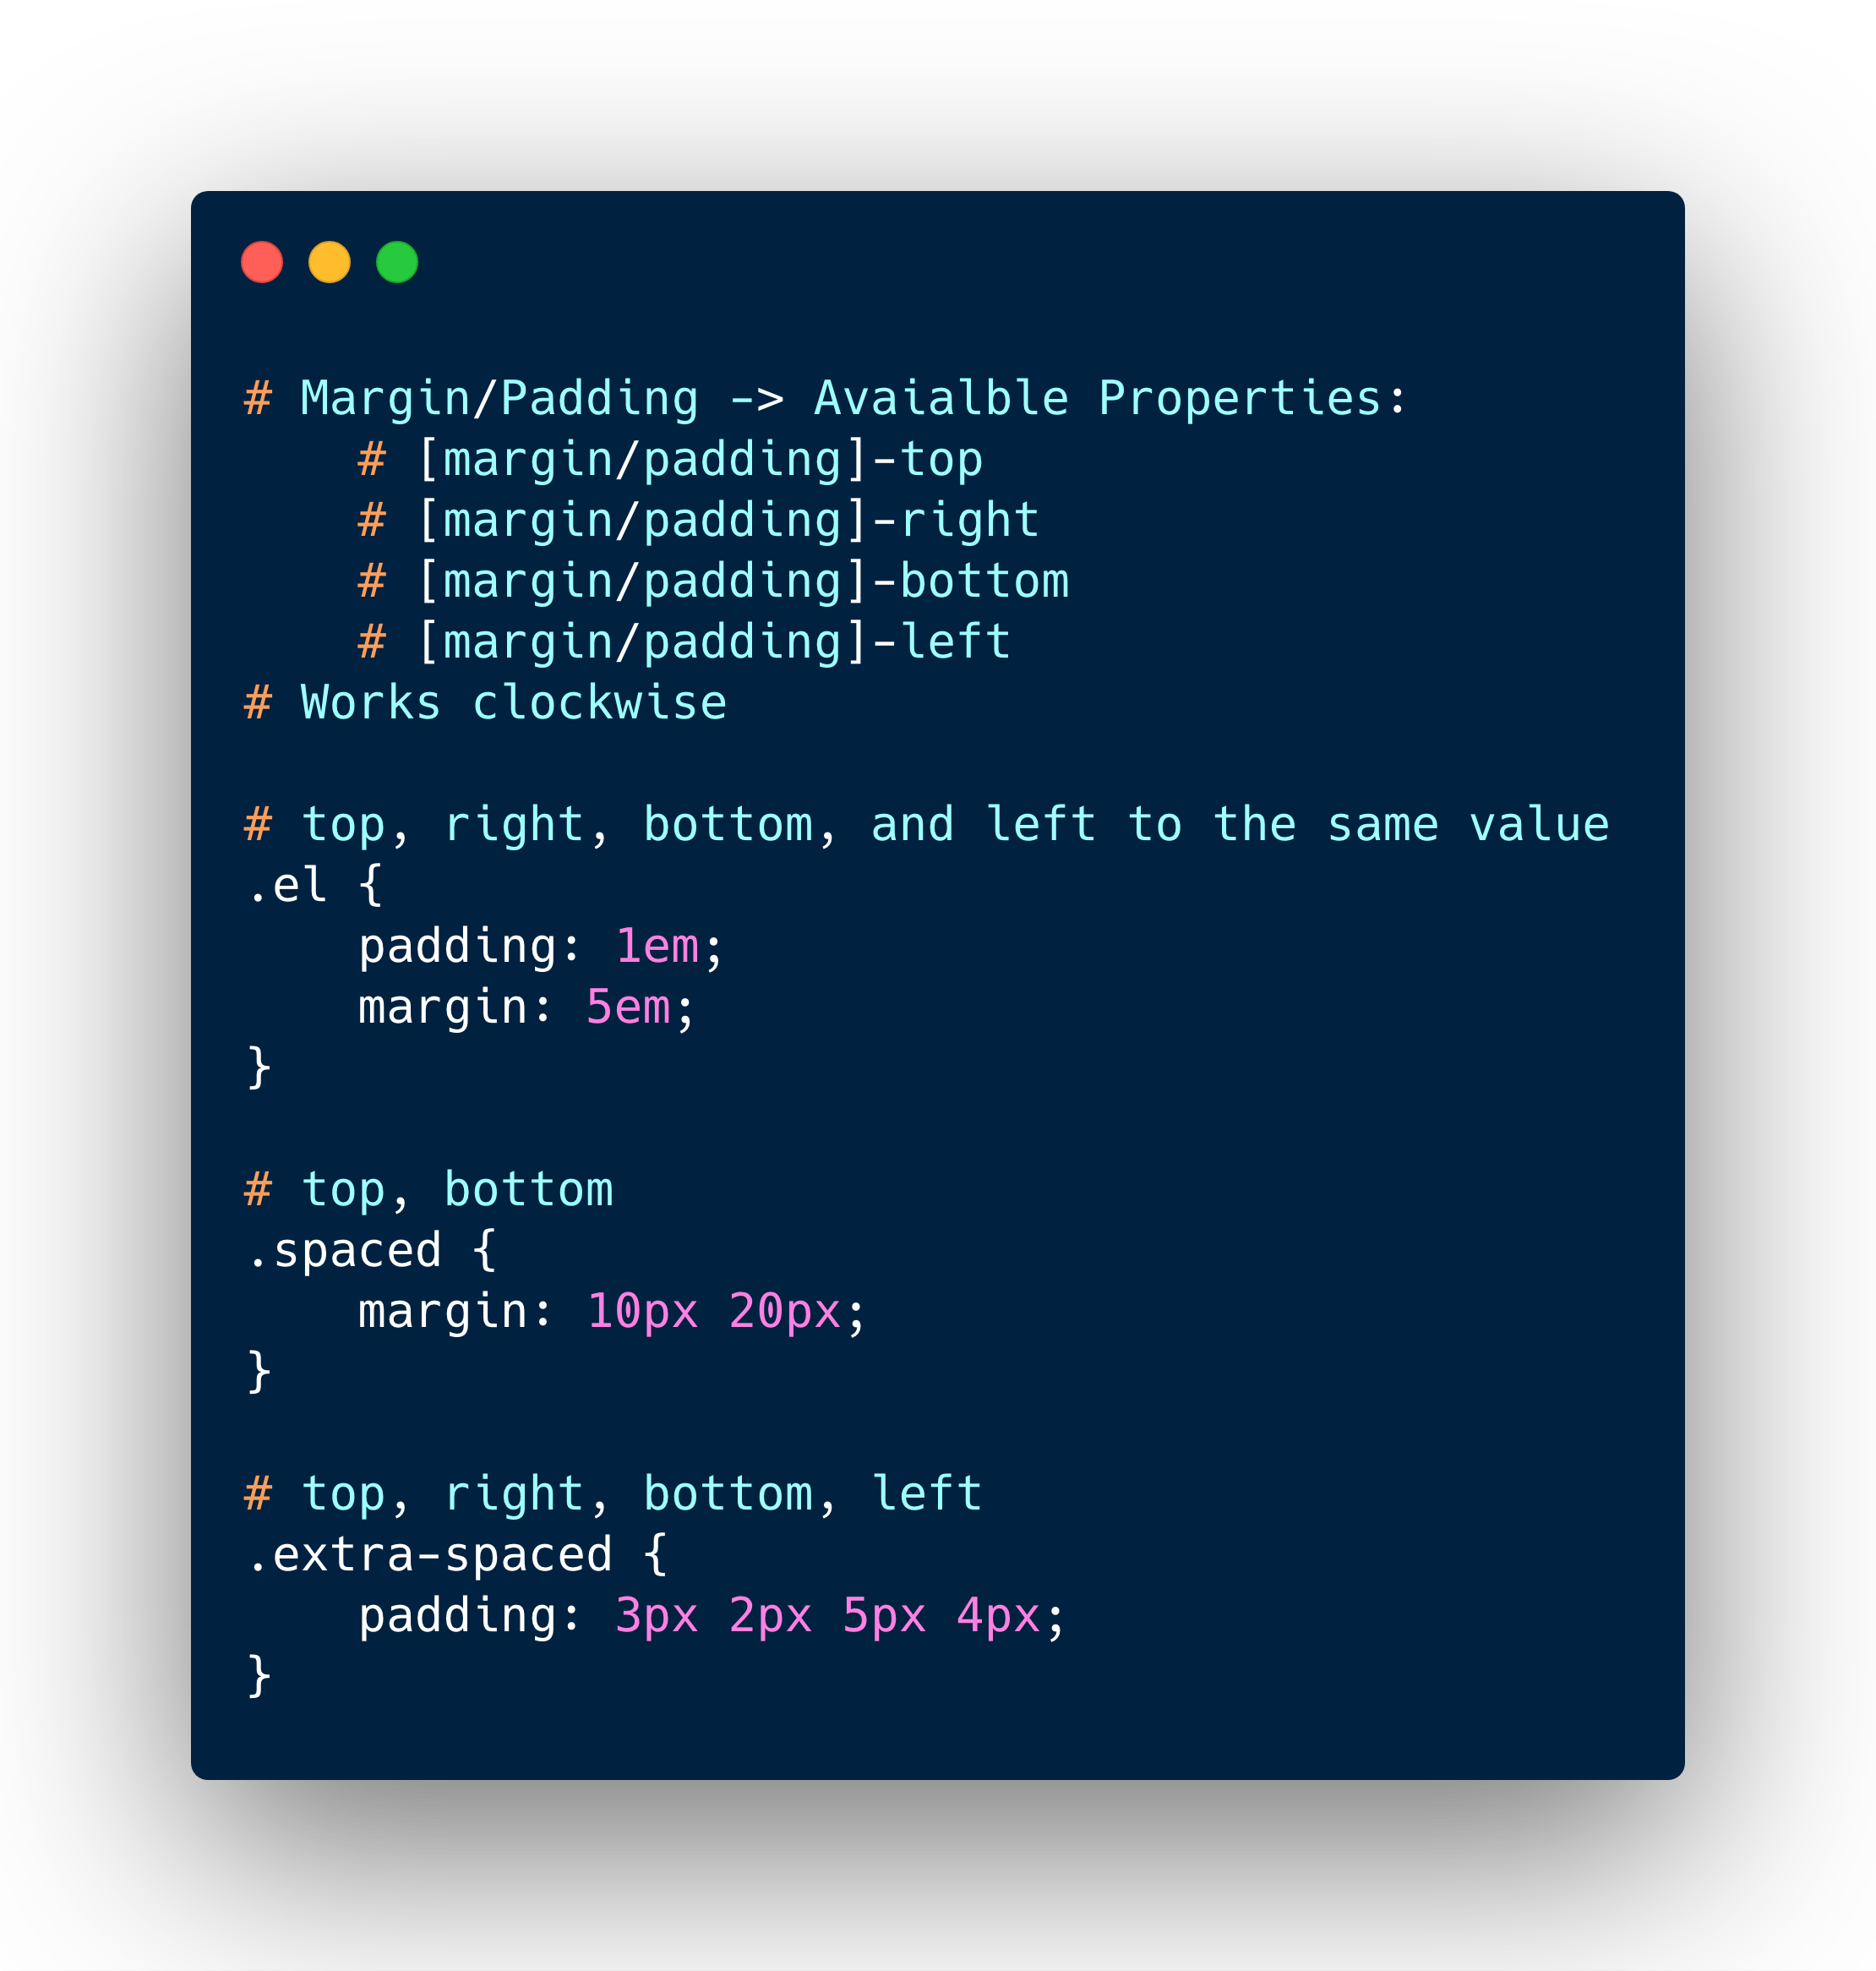 # Margin/Padding -> Avaialble Properties:
    # [margin/padding]-top
    # [margin/padding]-right
    # [margin/padding]-bottom
    # [margin/padding]-left
# Works clockwise

# top, right, bottom, and left to the same value
.el {
    padding: 1em;
    margin: 5em;
}

# top, bottom
.spaced {
    margin: 10px 20px;
}

# top, right, bottom, left
.extra-spaced {
    padding: 3px 2px 5px 4px;
}